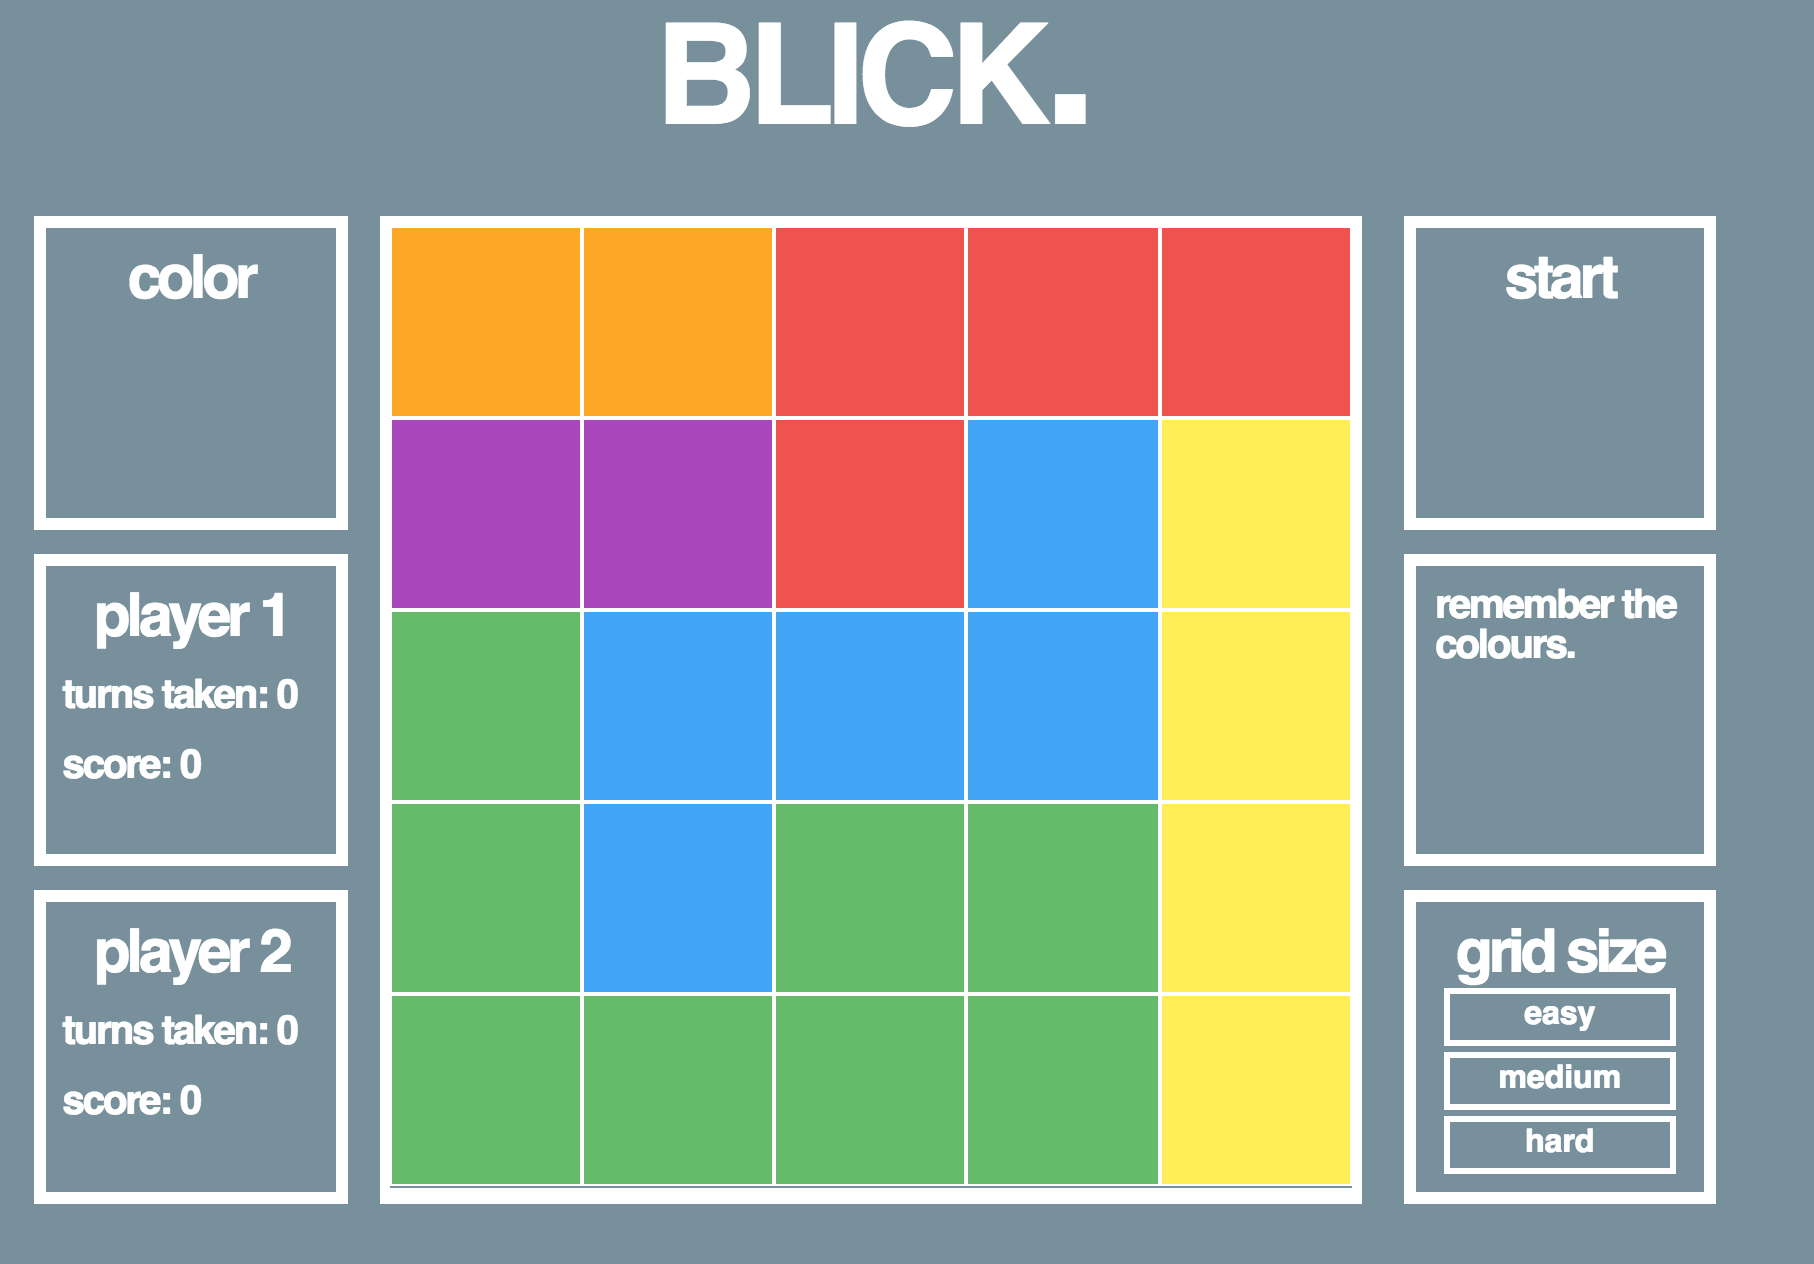 BLICK.
color
player 1
turns taken: 0
score: 0
player 2
turns taken: 0
score: 0
start
remember the
colours.
grid size
easy
medium
hard